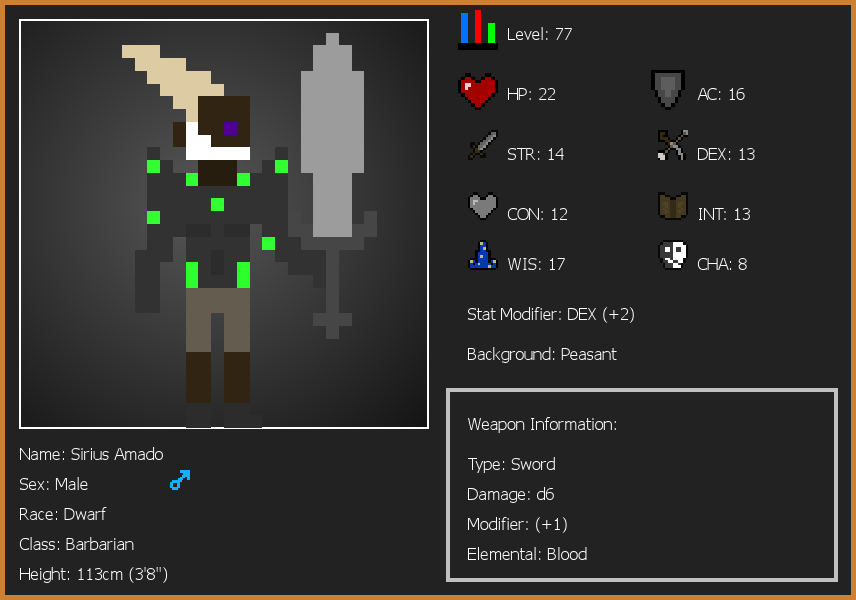 Level: 77
HP: 22
AC: 16
STR: 14
DEX: 13
CON: 12
INT: 13
WIS: 17
CHA: 8
Stat Modifier: DEX (+2)
Background: Peasant
Weapon Information:
Type: Sword
Damage: d6
Modifier: (+1)
Elemental: Blood
Name: Sirius Amado
Sex: Male
Race: Dwarf
Class: Barbarian
Height: 113cm (3'8")